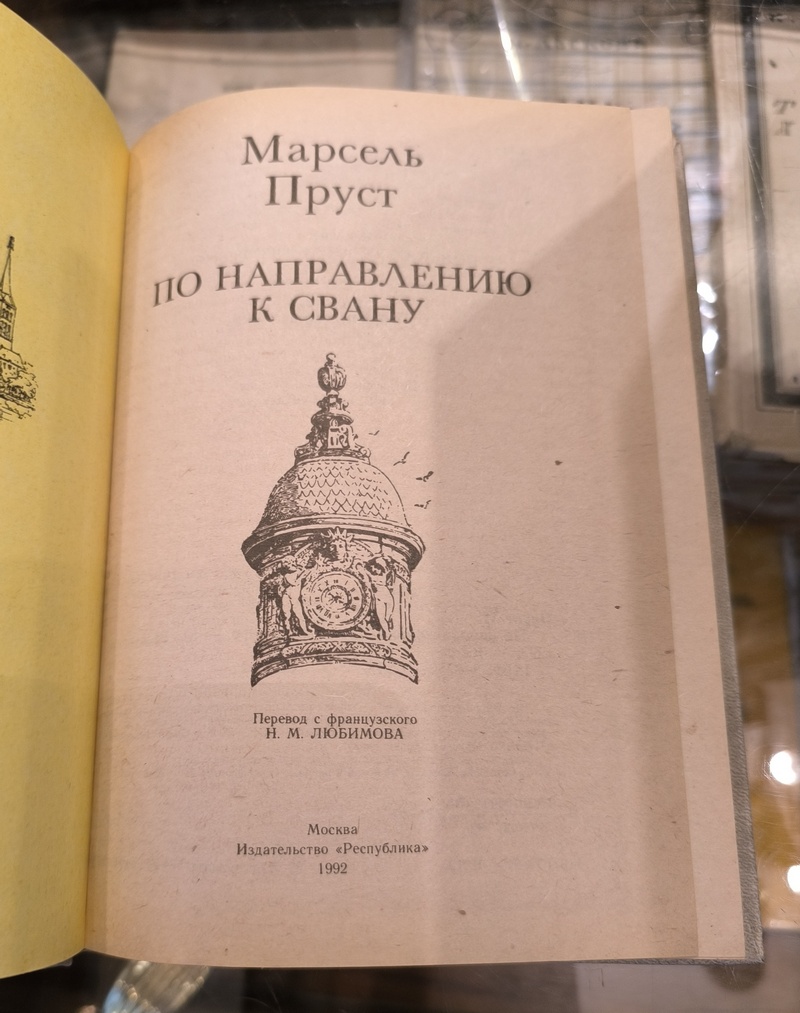 Марсель
Пруст
ПО НАПРАВЛЕНИЮ
К СВАНУ
Перевод с французского
Н. М. ЛЮБИМОВА
Москва
Издательство «Республика»
1992